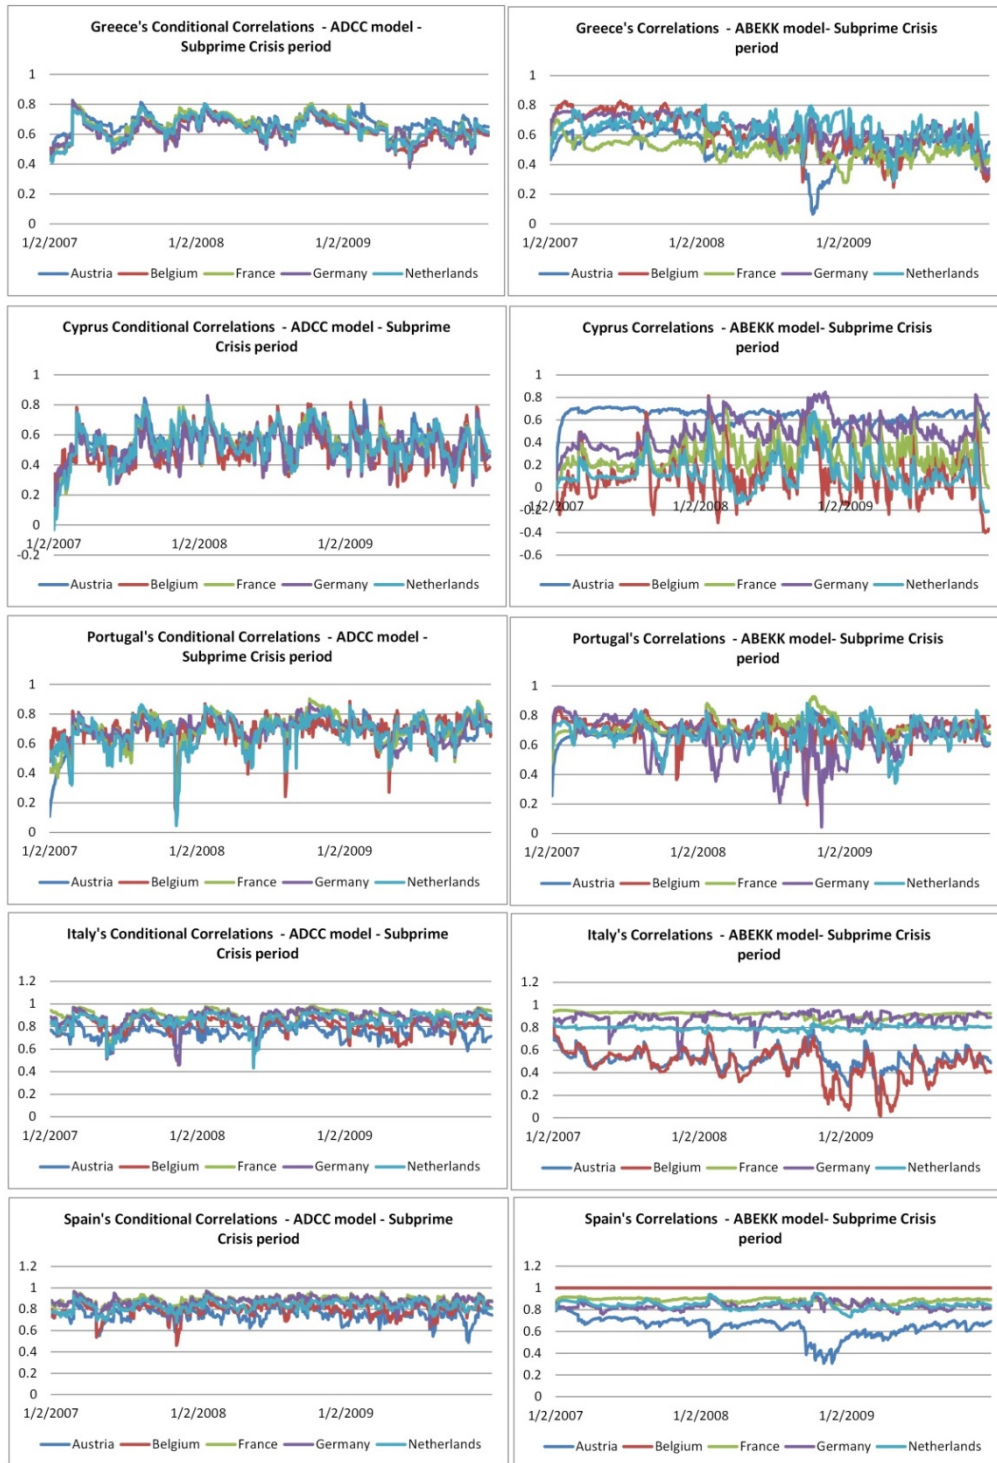 Greece's Conditional Correlations - ADCC model -
Subprime Crisis period
1
0.8
0.6
0.4
0.2
0
1/2/2007 1/2/2008 1/2/2009
Austria Belgium France Germany Netherlands
Greece's Correlations - ABEKK model- Subprime Crisis
period
1
0.8
0.6
0.4
0.2
0
1/2/2007 1/2/2008 1/2/2009
Austria Belgium France Germany Netherlands
Cyprus Conditional Correlations - ADCC model - Subprime
Crisis period
1
0.8
0.6
0.4
0.2
0
1/2/2007 1/2/2008 1/2/2009
-0.2
Austria Belgium France Germany Netherlands
Cyprus Correlations - ABEKK model- Subprime Crisis
period
1
0.8
0.6
0.4
0.2
0
1/2/2007 1/2/2008 1/2/2009
-0.2
-0.4
-0.6
Austria Belgium France Germany Netherlands
Portugal's Conditional Correlations - ADCC model -
Subprime Crisis period
1
0.8
0.6
0.4
0.2
0
1/2/2007 1/2/2008 1/2/2009
Austria Belgium France Germany Netherlands
Portugal's Correlations - ABEKK model- Subprime Crisis
period
1
0.8
0.6
0.4
0.2
0
1/2/2007 1/2/2008 1/2/2009
Austria Belgium France Germany Netherlands
Italy's Conditional Correlations - ADCC model - Subprime
Crisis period
1.2
1
0.8
0.6
0.4
0.2
0
1/2/2007 1/2/2008 1/2/2009
Austria Belgium France Germany Netherlands
Italy's Correlations - ABEKK model- Subprime Crisis
period
1.2
1
0.8
0.6
0.4
0.2
0
1/2/2007 1/2/2008 1/2/2009
Austria Belgium France Germany Netherlands
Spain's Conditional Correlations - ADCC model - Subprime
Crisis period
1.2
1
0.8
0.6
0.4
0.2
0
1/2/2007 1/2/2008 1/2/2009
Austria Belgium France Germany Netherlands
Spain's Correlations - ABEKK model- Subprime Crisis
period
1.2
1
0.8
0.6
0.4
0.2
0
1/2/2007 1/2/2008 1/2/2009
Austria Belgium France Germany Netherlands